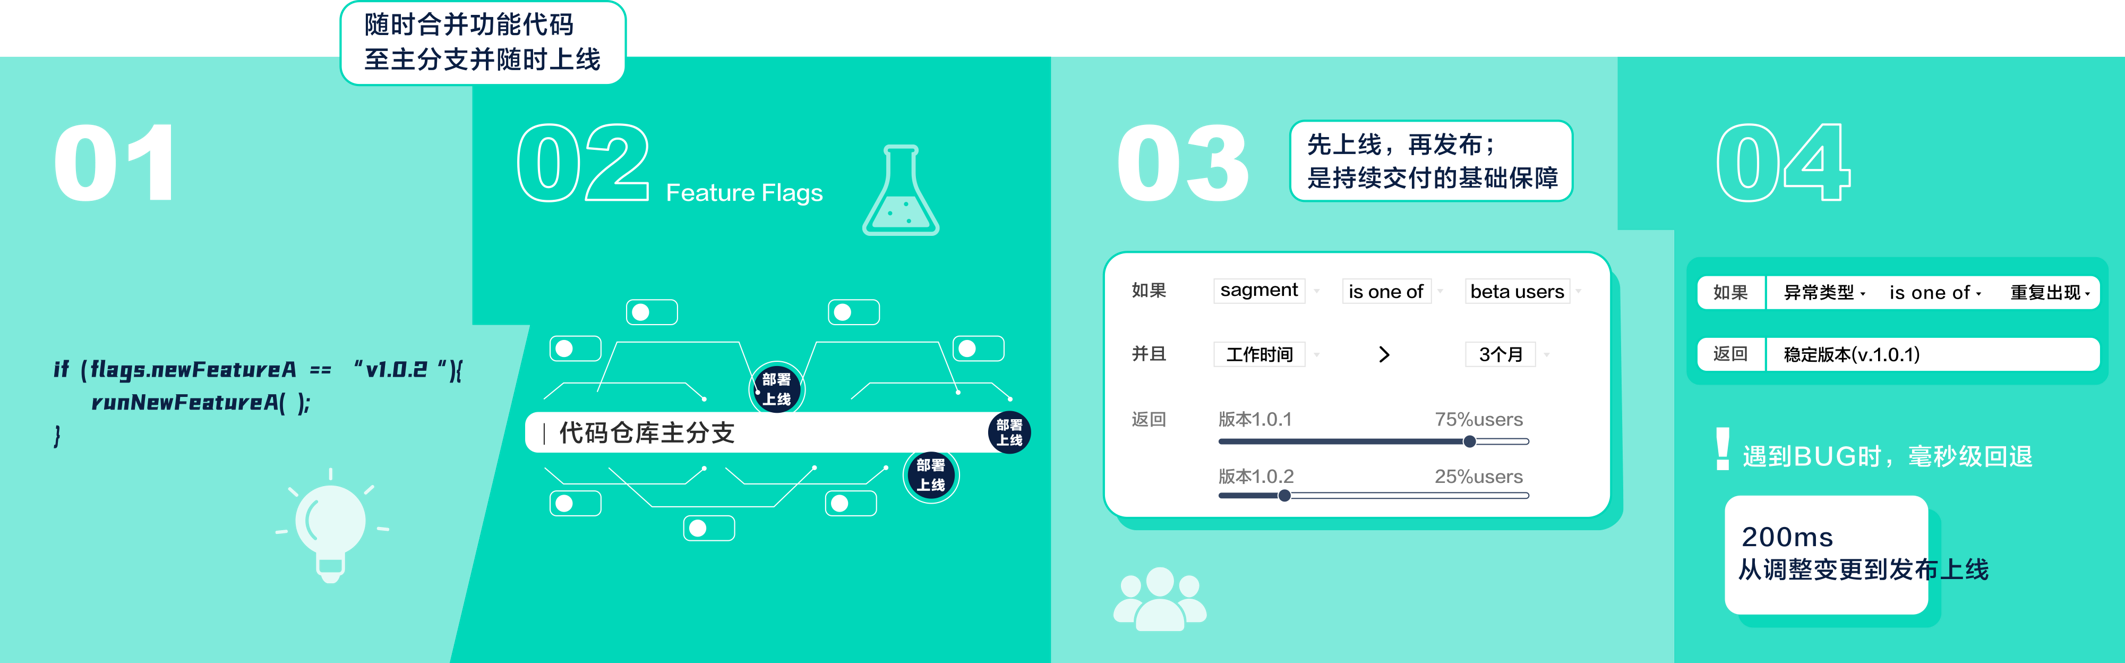 随时合并功能代码
至主分支并随时上线
01
if (flags.newFeatureA == “v1.0.2 “){
runNewFeatureA( );
}
02 Feature Flags
部署
上线
代码仓库主分支
部署
上线
部署
上线
03
先上线，再发布；
是持续交付的基础保障
如果 sagment is one of beta users
并且 工作时间 > 3个月
返回 版本1.0.1 75%users
版本1.0.2 25%users
04
如果 异常类型 is one of 重复出现
返回 稳定版本(v.1.0.1)
! 遇到BUG时，毫秒级回退
200ms
从调整变更到发布上线